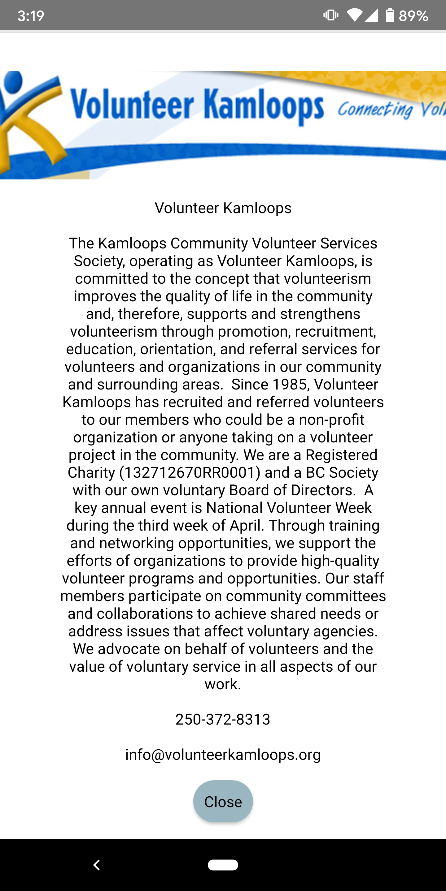 3:19
89%
Volunteer Kamloops Connecting
Volunteer Kamloops
The Kamloops Community Volunteer Services
Society, operating as Volunteer Kamloops, is
committed to the concept that volunteerism
improves the quality of life in the community
and, therefore, supports and strengthens
volunteerism through promotion, recruitment,
education, orientation, and referral services for
volunteers and organizations in our community
and surrounding areas.  Since 1985, Volunteer
Kamloops has recruited and referred volunteers
to our members who could be a non-profit
organization or anyone taking on a volunteer
project in the community. We are a Registered
Charity (132712670RR0001) and a BC Society
with our own voluntary Board of Directors.  A
key annual event is National Volunteer Week
during the third week of April. Through training
and networking opportunities, we support the
efforts of organizations to provide high-quality
volunteer programs and opportunities. Our staff
members participate on community committees
and collaborations to achieve shared needs or
address issues that affect voluntary agencies.
We advocate on behalf of volunteers and the
value of voluntary service in all aspects of our
work.
250-372-8313
info@volunteerkamloops.org
Close